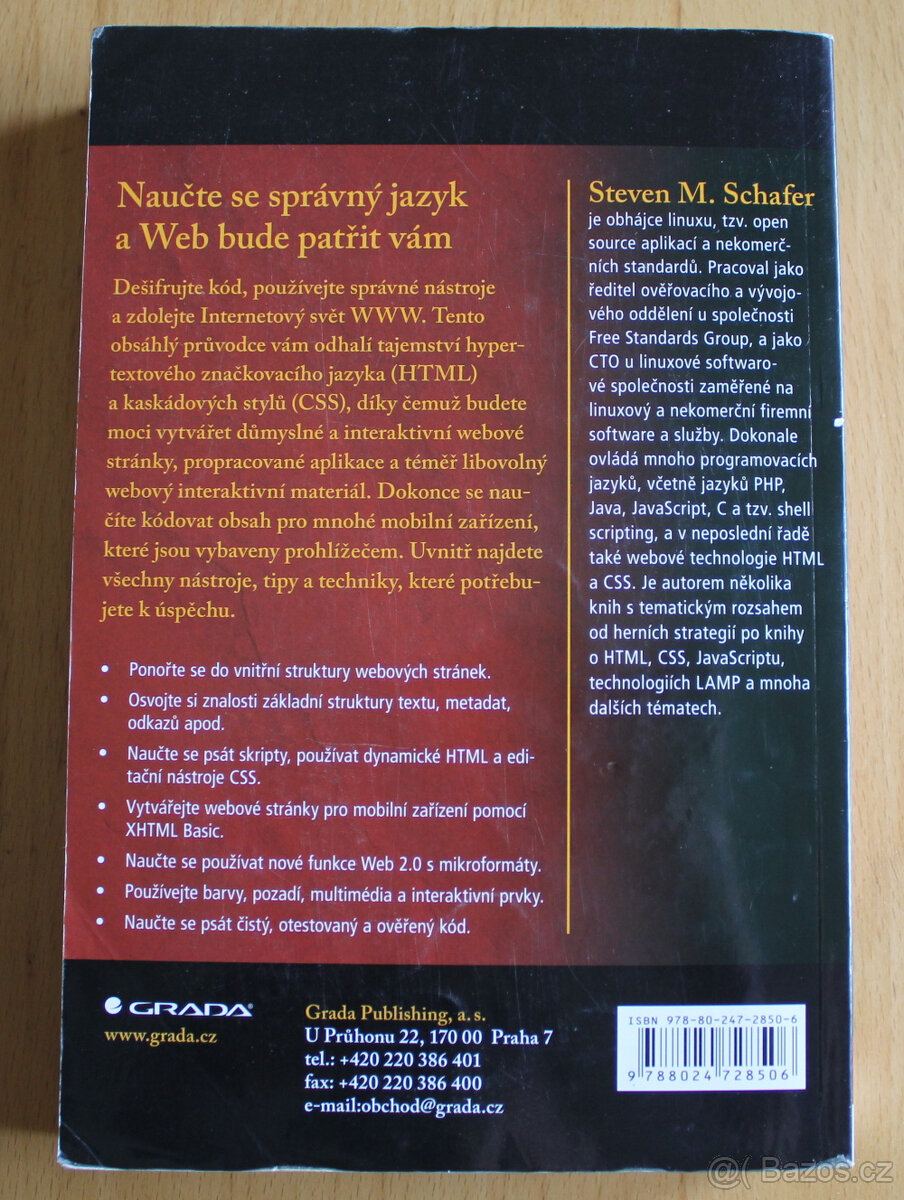 Naučte se správný jazyk
a Web bude patřit vám
Dešifrujte kód, používejte správné nástroje
a zdolejte Internetový svět WWW. Tento
obsáhlý průvodce vám odhalí tajemství hyper-
textového značkovacího jazyka (HTML)
a kaskádových stylů (CSS), díky čemuž budete
moci vytvářet důmyslné a interaktivní webové
stránky, propracované aplikace a téměř libovolný
webový interaktivní materiál. Dokonce se nau-
číte kódovat obsah pro mnohé mobilní zařízení,
které jsou vybaveny prohlížečem. Uvnitř najdete
všechny nástroje, tipy a techniky, které potřebu-
jete k úspěchu.
• Ponořte se do vnitřní struktury webových stránek.
• Osvojte si znalosti základní struktury textu, metadat,
odkazů apod.
• Naučte se psát skripty, používat dynamické HTML a edi-
tační nástroje CSS.
• Vytvářejte webové stránky pro mobilní zařízení pomocí
XHTML Basic.
• Naučte se používat nové funkce Web 2.0 s mikroformáty.
• Používejte barvy, pozadí, multimédia a interaktivní prvky.
• Naučte se psát čistý, otestovaný a ověřený kód.
Steven M. Schafer
je obhájce linuxu, tzv. open
source aplikací a nekomerč-
ních standardů. Pracoval jako
ředitel ověřovacího a vývojo-
vého oddělení u společnosti
Free Standards Group, a jako
CTO u linuxové softwaro-
vé společnosti zaměřené na
linuxový a nekomerční firemní
software a služby. Dokonale
ovládá mnoho programovacích
jazyků, včetně jazyků PHP,
Java, JavaScript, C a tzv. shell
scripting, a v neposlední řadě
také webové technologie HTML
a CSS. Je autorem několika
knih s tematickým rozsahem
od herních strategií po knihy
o HTML, CSS, JavaScriptu,
technologiích LAMP a mnoha
dalších tématech.
GRADA®
www.grada.cz
Grada Publishing, a. s.
U Průhonu 22, 170 00 Praha 7
tel.: +420 220 386 401
fax: +420 220 386 400
e-mail:obchod@grada.cz
ISBN 978-80-247-2850-6
9 788024 728506
@( Bazos.cz